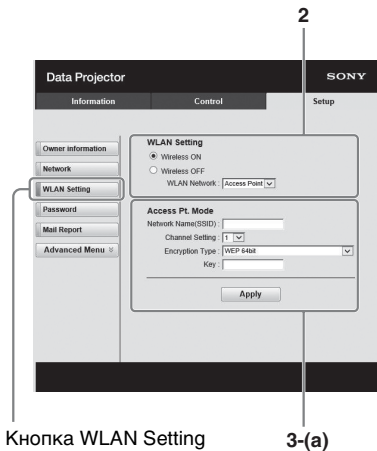 2
Data Projector
SONY
Information
Control
Setup
Owner information
Network
WLAN Setting
Password
Mail Report
Advanced Menu
WLAN Setting
Wireless ON
Wireless OFF
WLAN Network : Access Point
Access Pt. Mode
Network Name(SSID) :
Channel Setting : 1
Encryption Type : WEP 64bit
Key :
Apply
Кнопка WLAN Setting
3-(a)